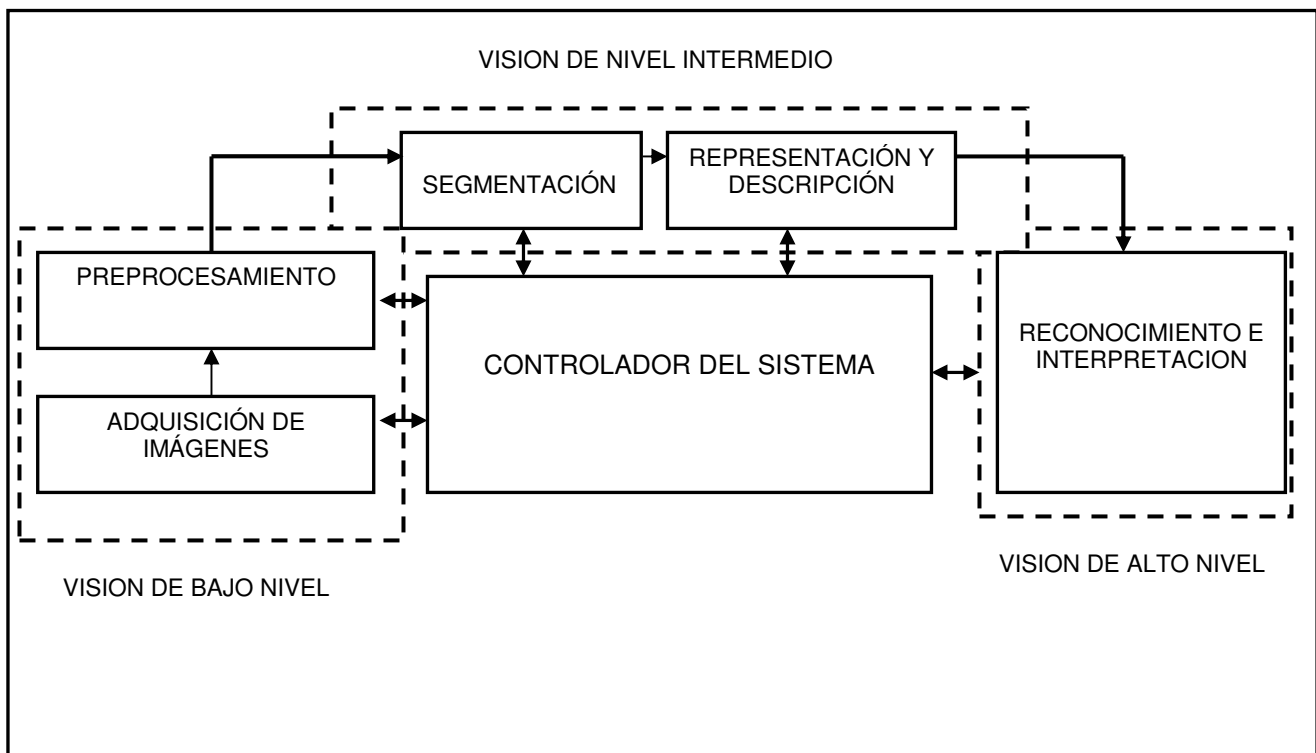 VISION DE NIVEL INTERMEDIO
SEGMENTACIÓN
REPRESENTACIÓN Y
DESCRIPCIÓN
PREPROCESAMIENTO
ADQUISICIÓN DE
IMÁGENES
CONTROLADOR DEL SISTEMA
RECONOCIMIENTO E
INTERPRETACION
VISION DE BAJO NIVEL
VISION DE ALTO NIVEL